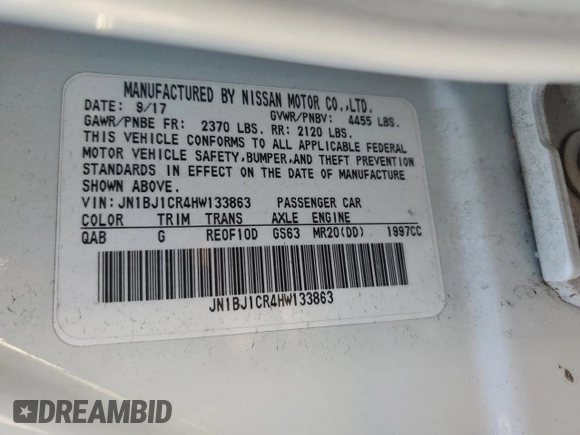 MANUFACTURED BY NISSAN MOTOR CO.,LTD.
DATE: 9/17 GVWR/PNBV: 4455 LBS.
GAWR/PNBE FR: 2370 LBS. RR: 2120 LBS.
THIS VEHICLE CONFORMS TO ALL APPLICABLE FEDERAL
MOTOR VEHICLE SAFETY,BUMPER,AND THEFT PREVENTION
STANDARDS IN EFFECT ON THE DATE OF MANUFACTURE
SHOWN ABOVE.
VIN:JN1BJ1CR4HW133863 PASSENGER CAR
COLOR TRIM TRANS AXLE ENGINE
QAB G RE0F10D GS63 MR20(DD) 1997CC
JN1BJ1CR4HW133863
DREAMBID